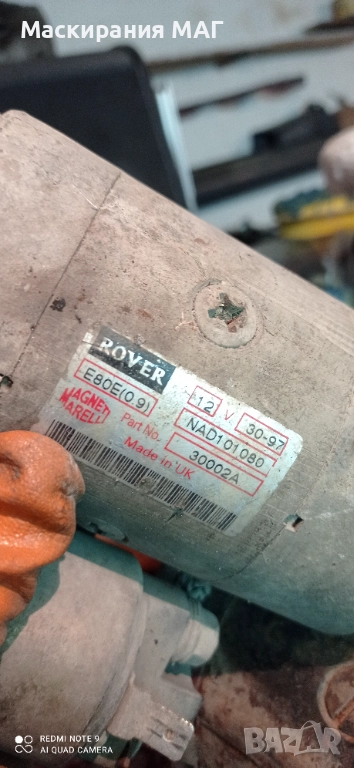 Маскирания МАГ
ROVER
E80E(0.9) 12 V 30-97
MAGNETI MARELLI Part No. NAD101080
Made in UK 30002A
REDMI NOTE 9
AI QUAD CAMERA
BAZAR